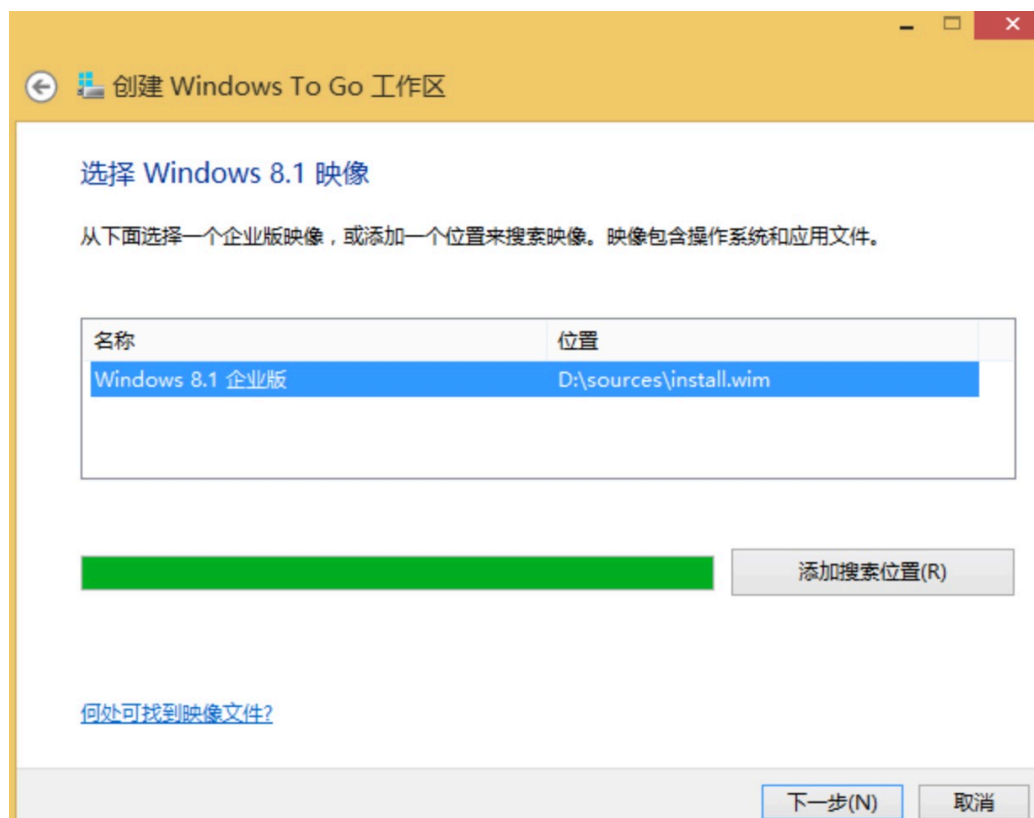 创建 Windows To Go 工作区
选择 Windows 8.1 映像
从下面选择一个企业版映像，或添加一个位置来搜索映像。映像包含操作系统和应用文件。
名称 位置
Windows 8.1 企业版 D:\sources\install.wim
添加搜索位置(R)
何处可找到映像文件?
下一步(N) 取消